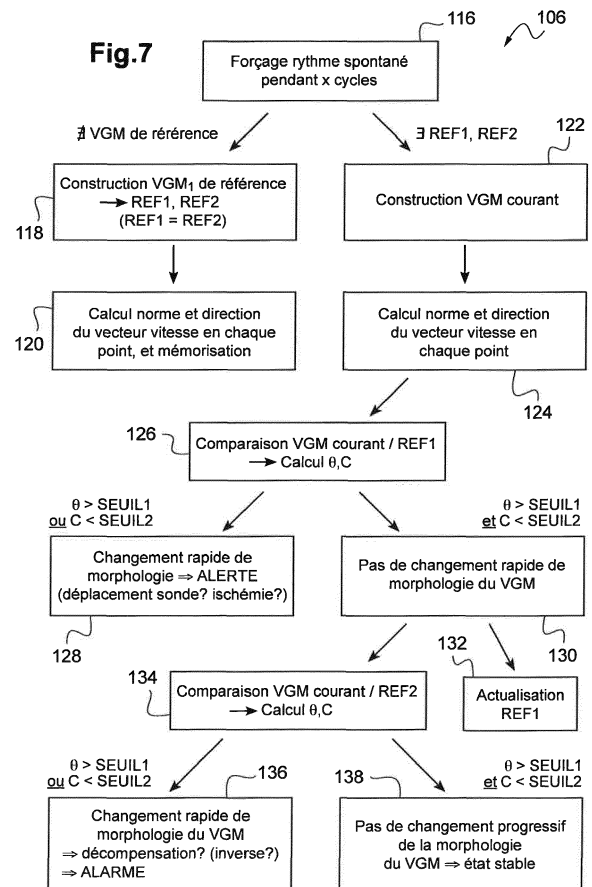 Fig.7
116
106
Forçage rythme spontané
pendant x cycles
∄ VGM de rérérence
∃ REF1, REF2
122
Construction VGM1 de référence
→ REF1, REF2
(REF1 = REF2)
118
Construction VGM courant
Calcul norme et direction
du vecteur vitesse en chaque
point, et mémorisation
120
Calcul norme et direction
du vecteur vitesse en
chaque point
124
126
Comparaison VGM courant / REF1
→ Calcul θ,C
θ > SEUIL1
ou C < SEUIL2
θ > SEUIL1
et C < SEUIL2
Changement rapide de
morphologie ⇒ ALERTE
(déplacement sonde? ischémie?)
128
Pas de changement rapide de
morphologie du VGM
130
132
Actualisation
REF1
134
Comparaison VGM courant / REF2
→ Calcul θ,C
θ > SEUIL1
ou C < SEUIL2
136
138
θ > SEUIL1
et C < SEUIL2
Changement rapide de
morphologie du VGM
⇒ décompensation? (inverse?)
⇒ ALARME
Pas de changement progressif
de la morphologie
du VGM ⇒ état stable